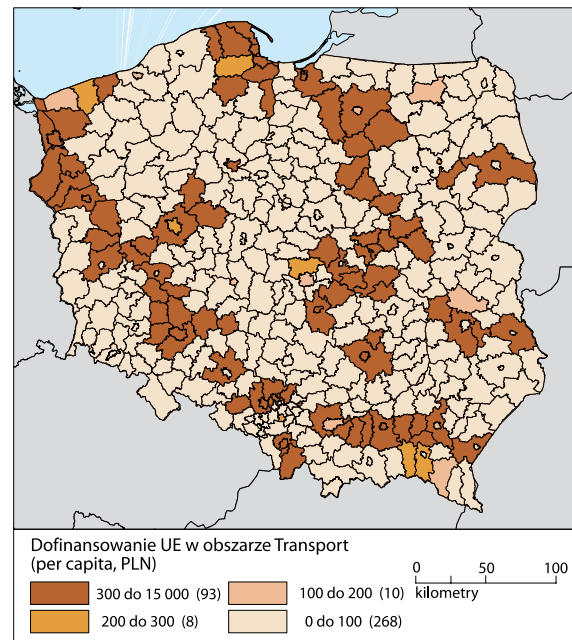 Dofinansowanie UE w obszarze Transport
(per capita, PLN)
300 do 15 000 (93)
100 do 200 (10)
200 do 300 (8)
0 do 100 (268)
0 50 100
kilometry